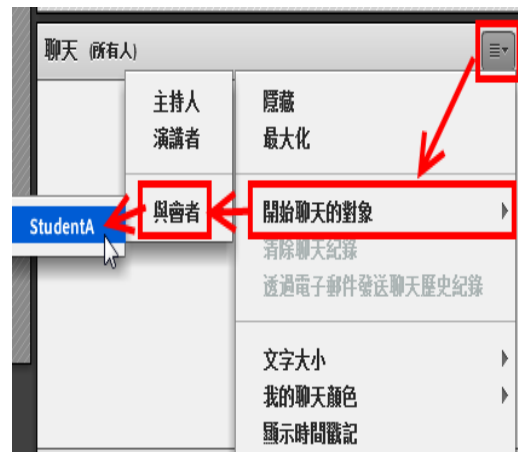 聊天 (所有人)
主持人
演講者
與會者
StudentA
隱藏
最大化
開始聊天的對象
清除聊天紀錄
透過電子郵件發送聊天歷史紀錄
文字大小
我的聊天顏色
顯示時間戳記